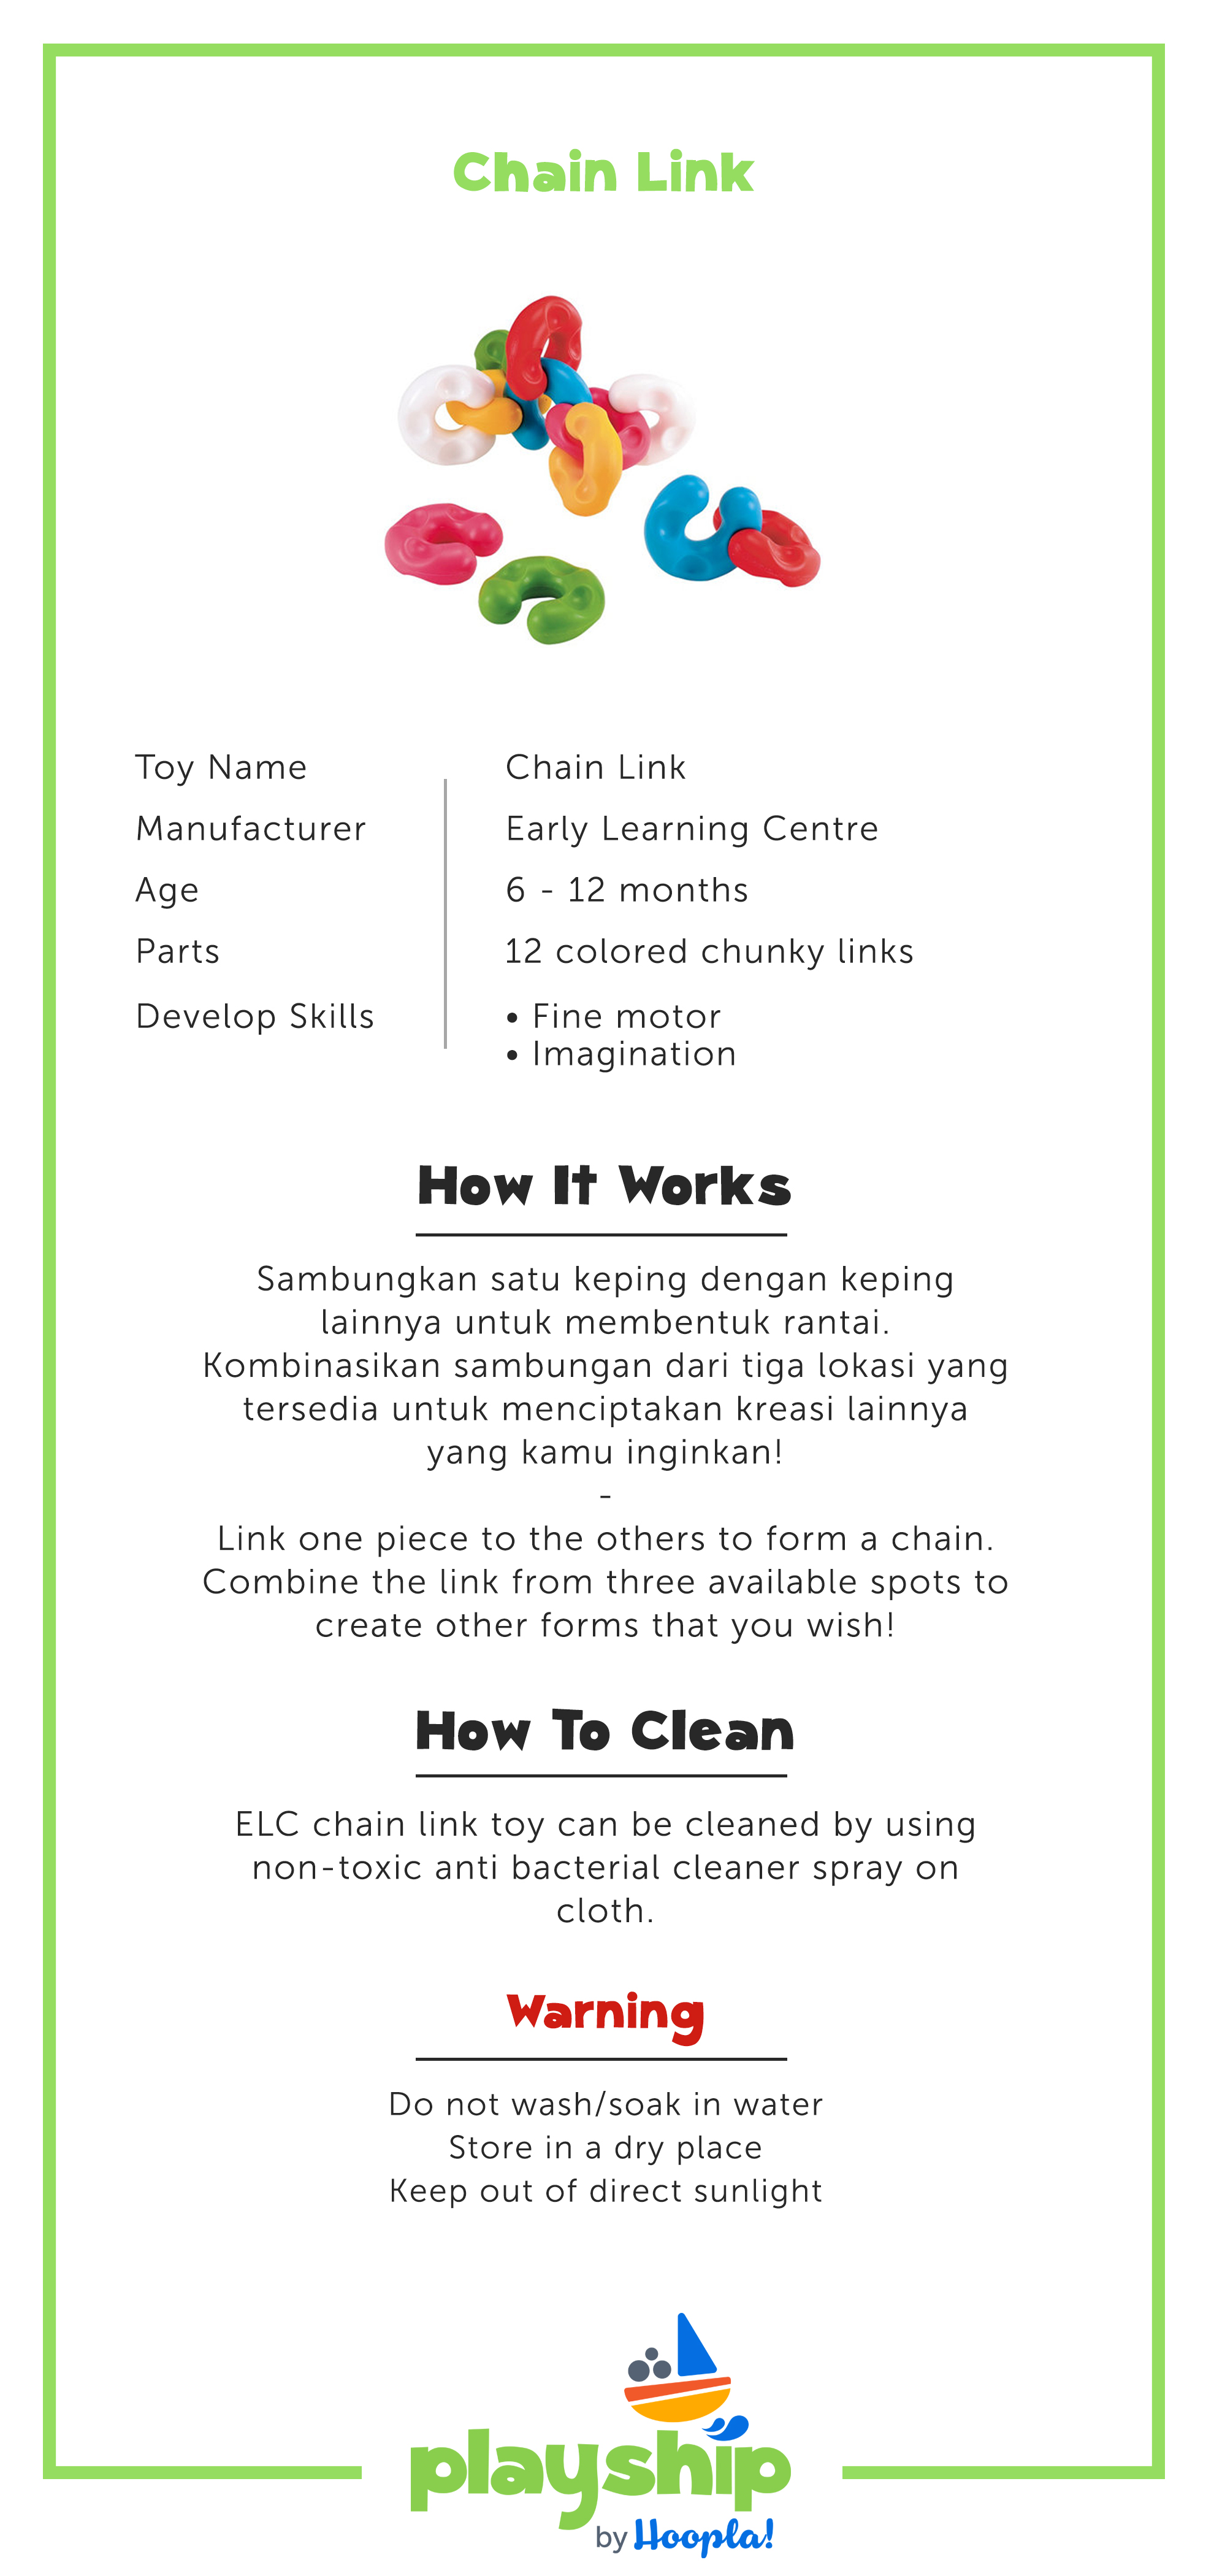 Chain Link
Toy Name
Chain Link
Manufacturer
Early Learning Centre
Age
6 - 12 months
Parts
12 colored chunky links
Develop Skills
• Fine motor
• Imagination
How It Works
Sambungkan satu keping dengan keping
lainnya untuk membentuk rantai.
Kombinasikan sambungan dari tiga lokasi yang
tersedia untuk menciptakan kreasi lainnya
yang kamu inginkan!
-
Link one piece to the others to form a chain.
Combine the link from three available spots to
create other forms that you wish!
How To Clean
ELC chain link toy can be cleaned by using
non-toxic anti bacterial cleaner spray on
cloth.
Warning
Do not wash/soak in water
Store in a dry place
Keep out of direct sunlight
playship
by Hoopla!